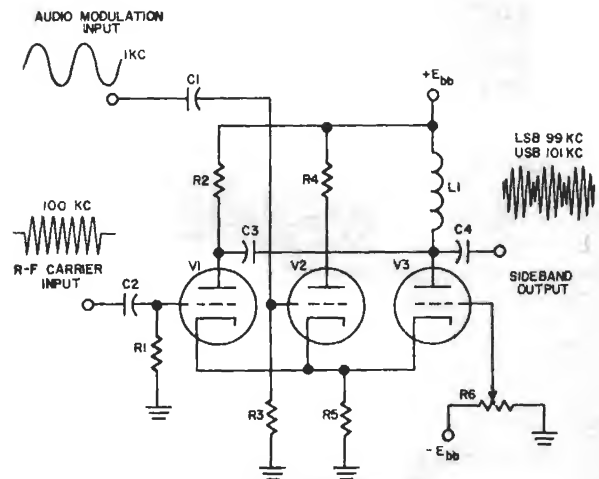 AUDIO MODULATION
INPUT
1KC
C1
+Ebb
LSB 99 KC
USB 101 KC
R2
R4
L1
100 KC
C3
C4
R-F CARRIER
INPUT
C2
V1
V2
V3
SIDEBAND
OUTPUT
R1
R3
R5
R6
-Ebb